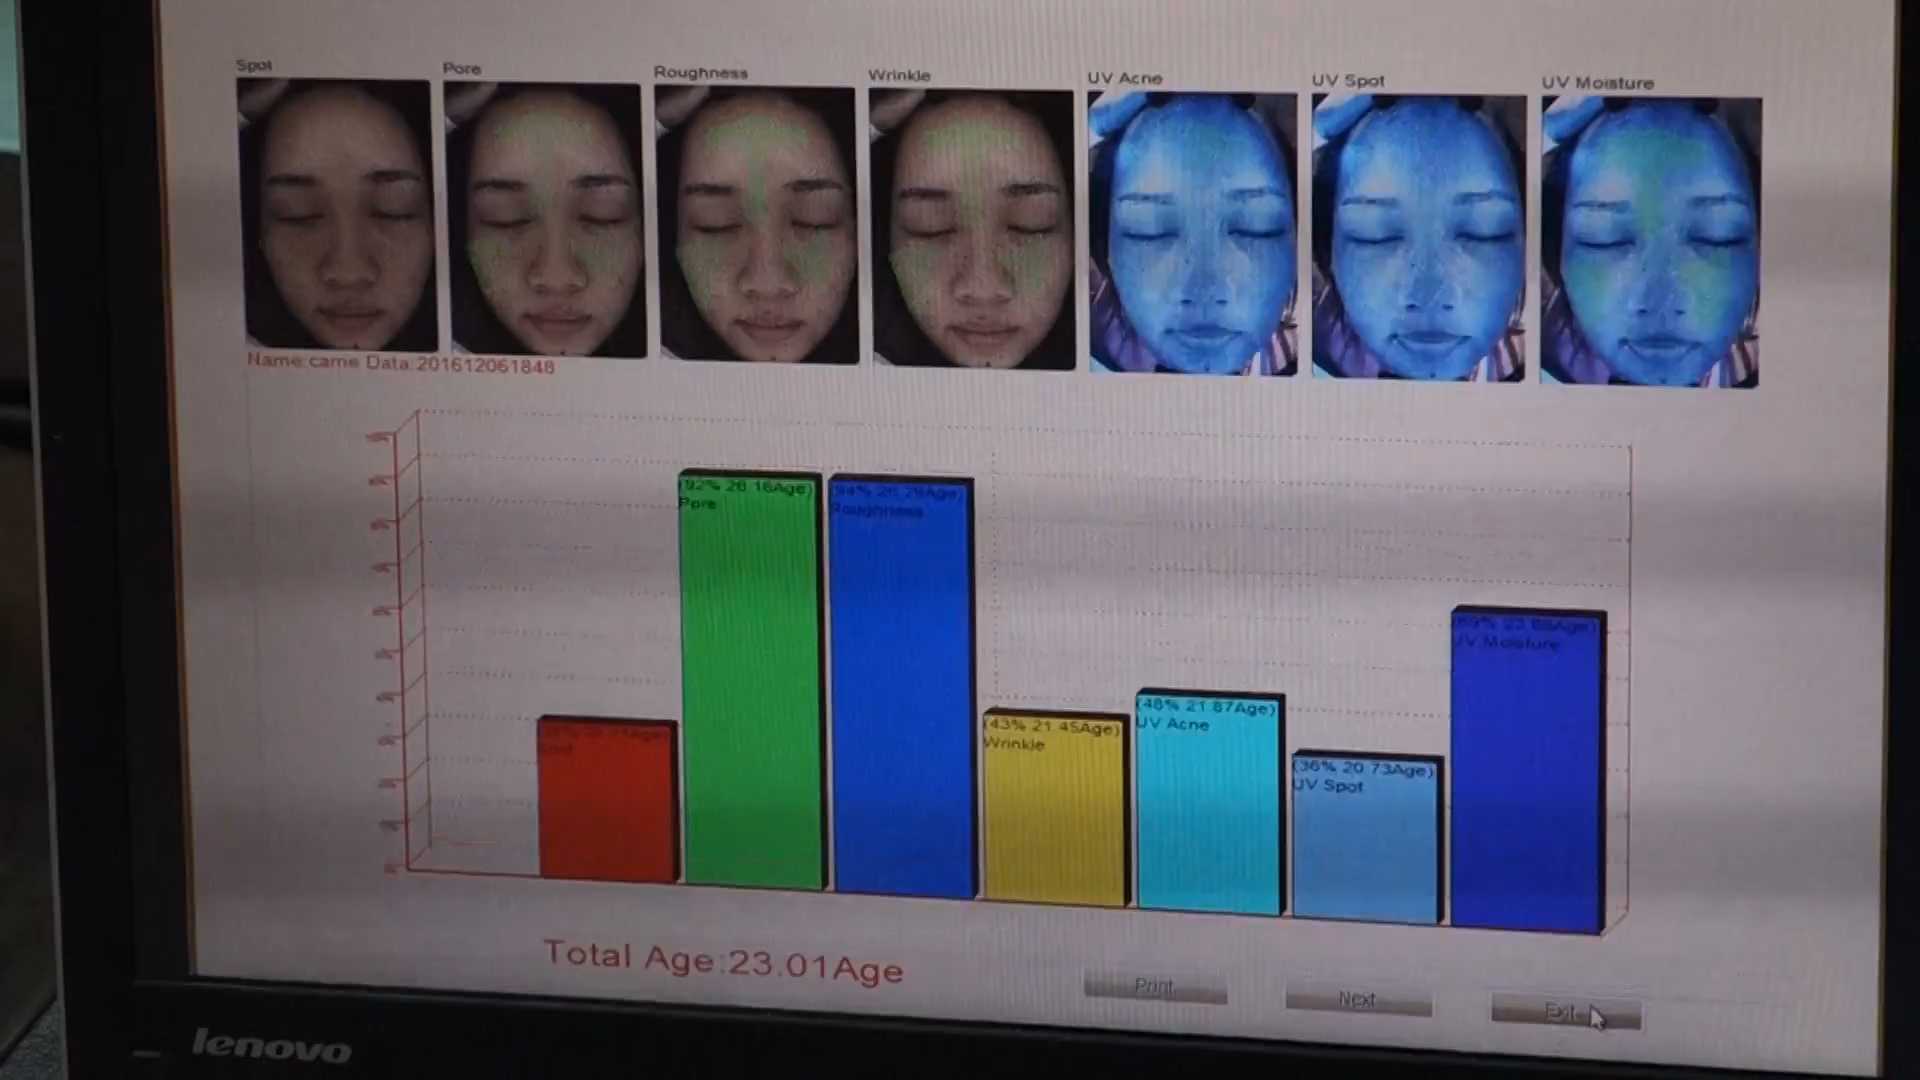 Spot
Pore
Roughness
Wrinkle
UV Acne
UV Spot
UV Moisture
Name:came Data:201612061848
(92% 26.16Age)
Pore
Roughness
(43% 21.45Age)
Wrinkle
(48% 21.87Age)
UV Acne
(36% 20.73Age)
UV Spot
UV Moisture
Total Age:23.01Age
Print
Next
Exit
lenovo